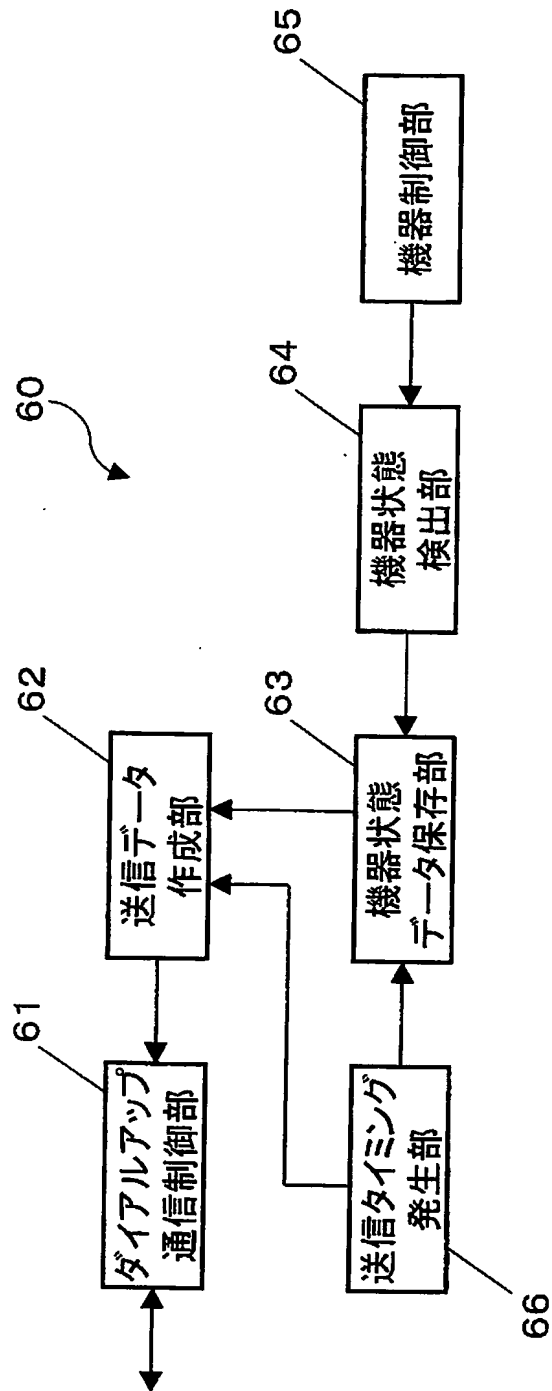 60
61
ダイアルアップ
通信制御部
62
送信データ
作成部
63
機器状態
データ保存部
64
機器状態
検出部
65
機器制御部
送信タイミング
発生部
66